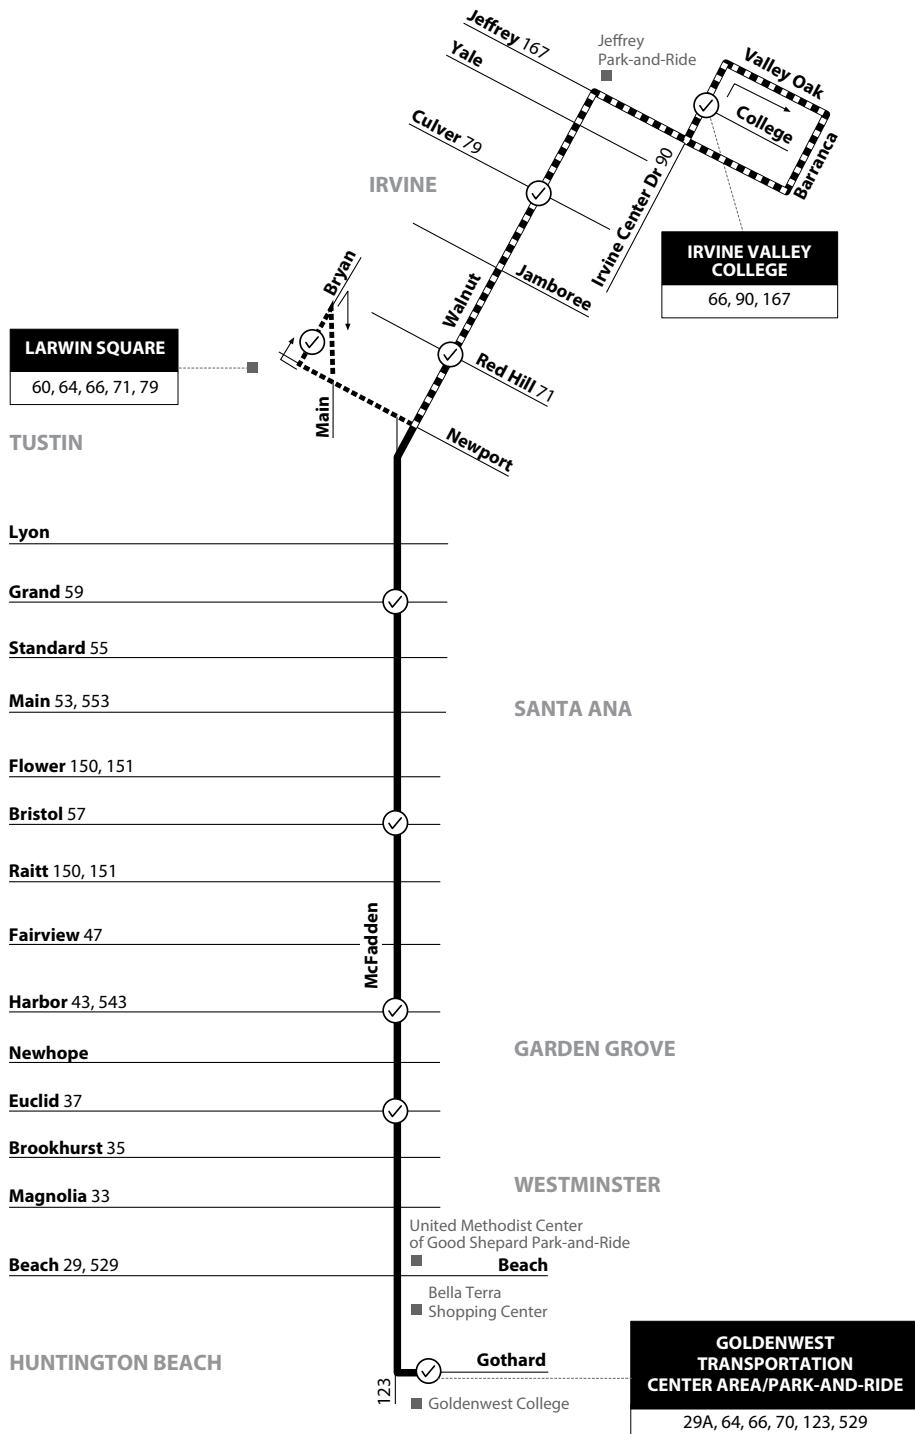 Jeffrey 167
Jeffrey
Park-and-Ride
Yale
Valley Oak
College
Culver 79
Barranca
IRVINE
Irvine Center Dr 90
IRVINE VALLEY
COLLEGE
66, 90, 167
Bryan
Jamboree
Walnut
LARWIN SQUARE
60, 64, 66, 71, 79
Red Hill 71
Main
Newport
TUSTIN
Lyon
Grand 59
Standard 55
Main 53, 553
SANTA ANA
Flower 150, 151
Bristol 57
Raitt 150, 151
McFadden
Fairview 47
Harbor 43, 543
Newhope
GARDEN GROVE
Euclid 37
Brookhurst 35
Magnolia 33
WESTMINSTER
United Methodist Center
of Good Shepard Park-and-Ride
Beach 29, 529
Beach
Bella Terra
Shopping Center
HUNTINGTON BEACH
Gothard
GOLDENWEST
TRANSPORTATION
CENTER AREA/PARK-AND-RIDE
29A, 64, 66, 70, 123, 529
123
Goldenwest College